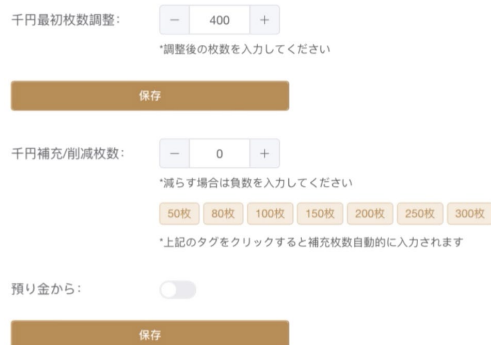 千円最初枚数調整: − 400 +
*調整後の枚数を入力してください
保存
千円補充/削減枚数: − 0 +
*減らす場合は負数を入力してください
50枚 80枚 100枚 150枚 200枚 250枚 300枚
*上記のタグをクリックすると補充枚数自動的に入力されます
預り金から:
保存